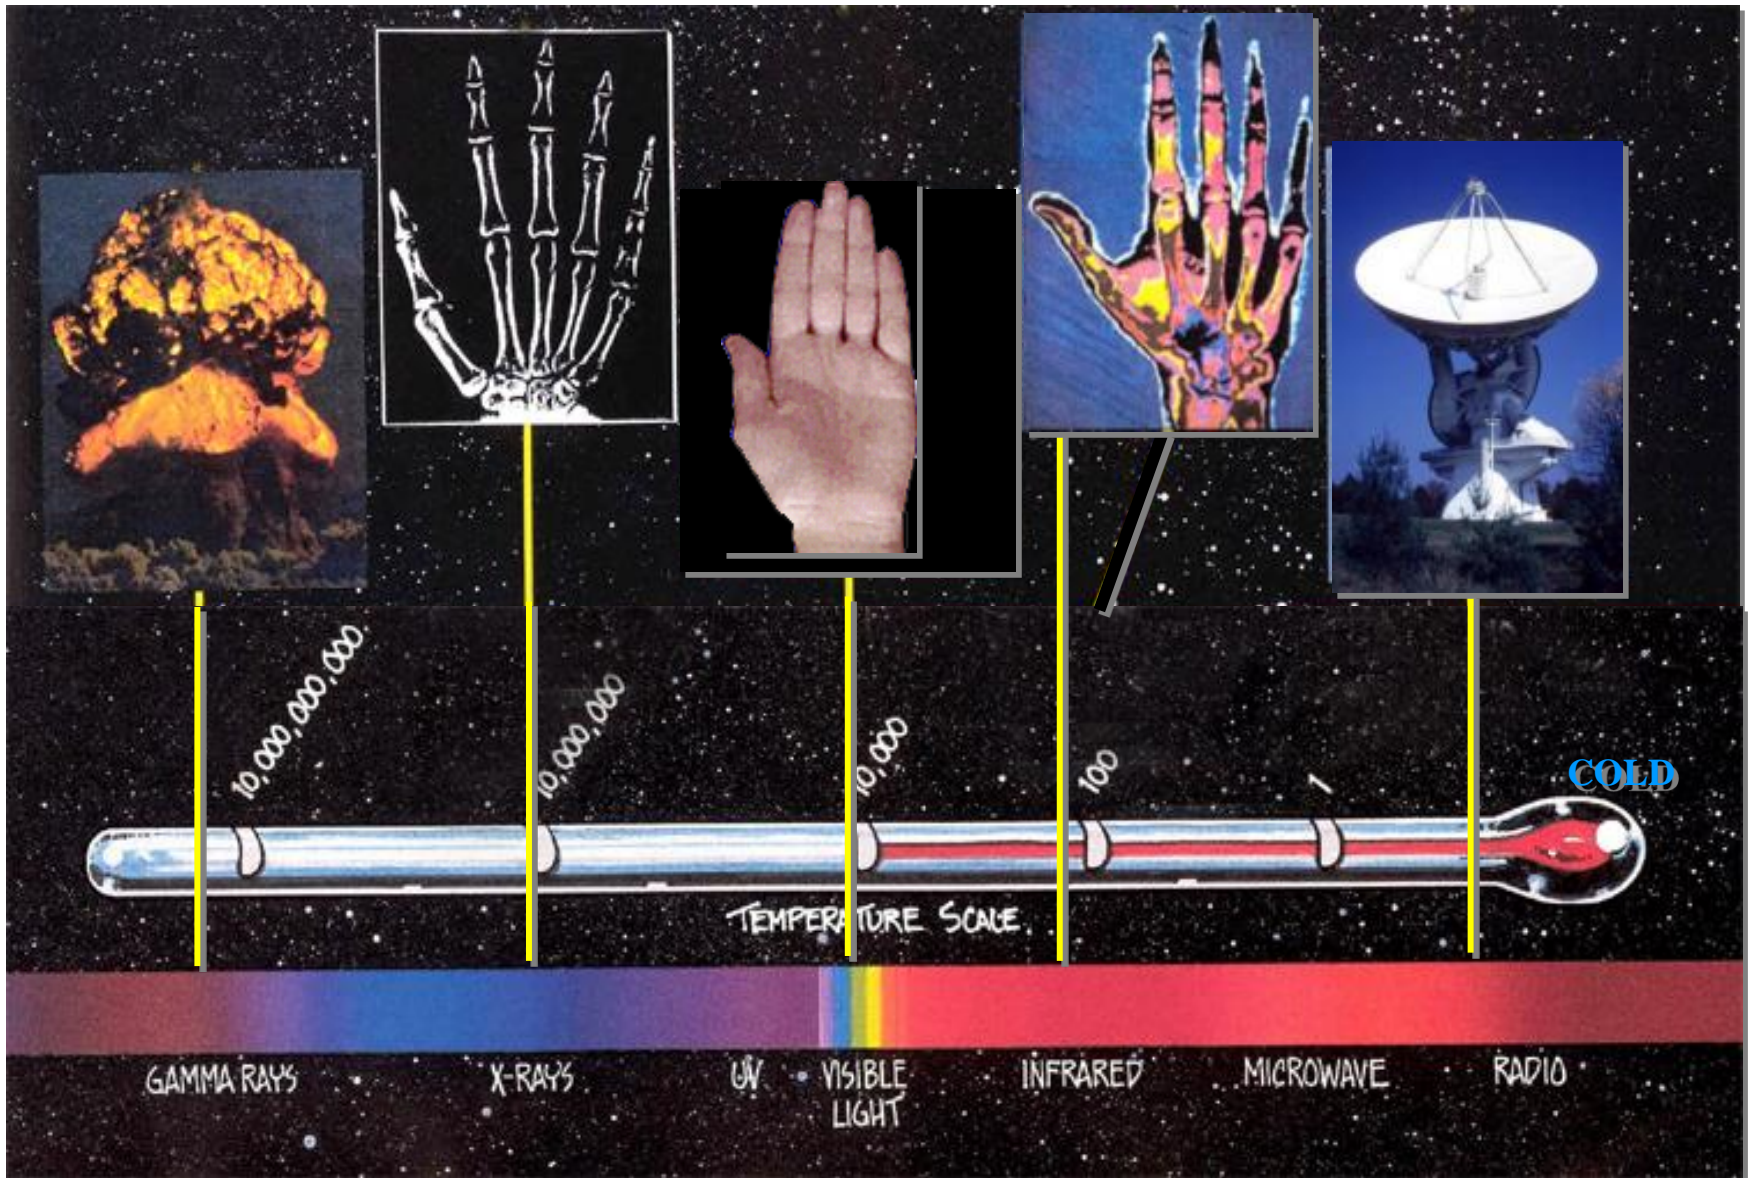 10,000,000,000
10,000,000
10,000
100
1
COLD
TEMPERATURE SCALE
GAMMA RAYS
X-RAYS
UV
VISIBLE
LIGHT
INFRARED
MICROWAVE
RADIO